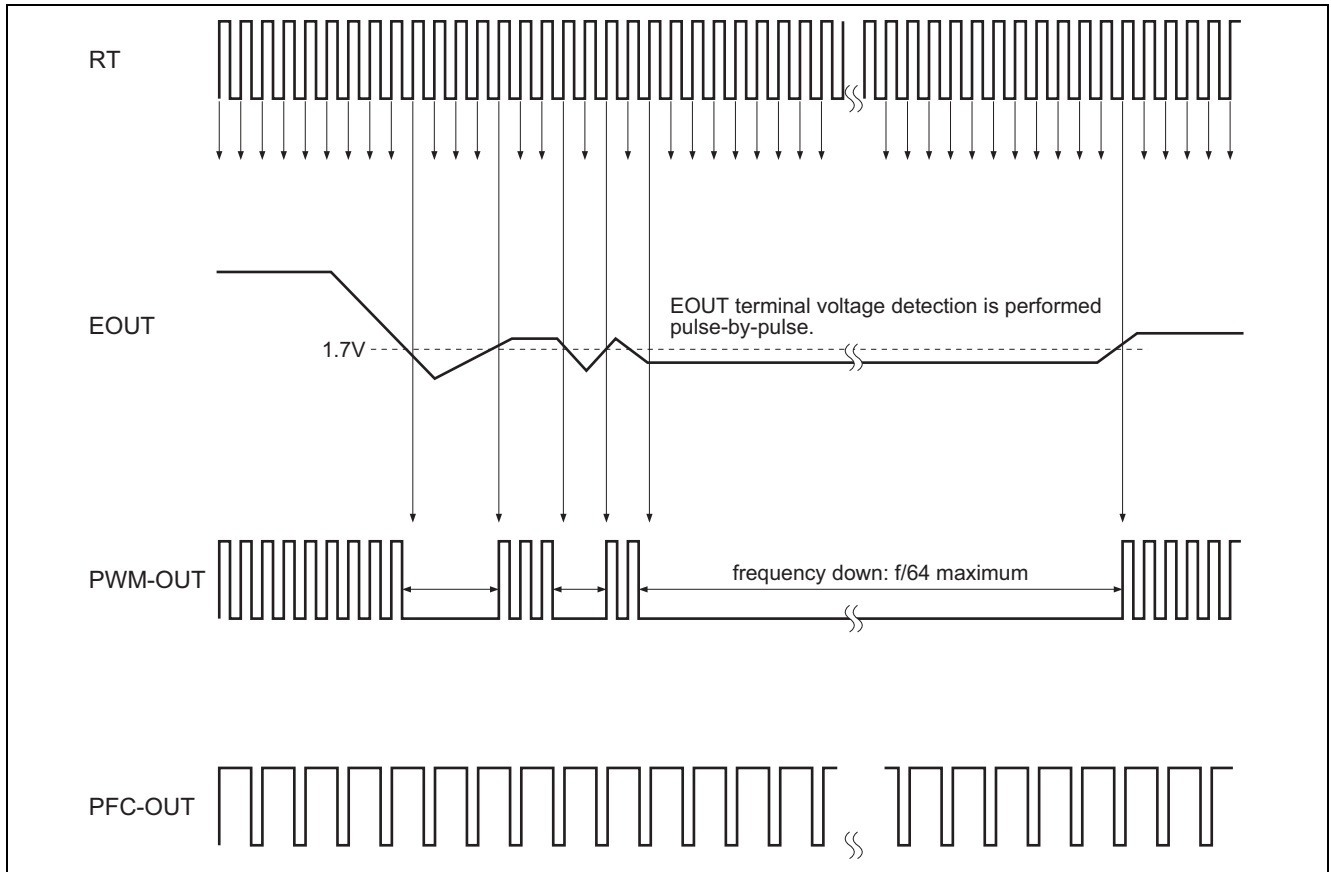 RT
EOUT
EOUT terminal voltage detection is performed
pulse-by-pulse.
1.7V
PWM-OUT
frequency down: f/64 maximum
PFC-OUT